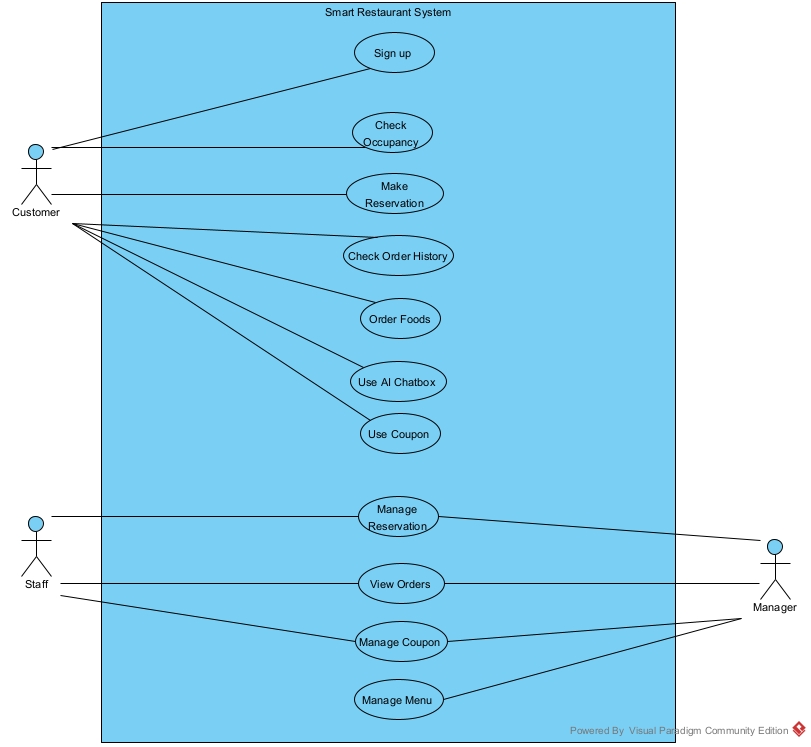 Smart Restaurant System
Sign up
Check
Occupancy
Make
Reservation
Customer
Check Order History
Order Foods
Use AI Chatbox
Use Coupon
Manage
Reservation
Staff
View Orders
Manager
Manage Coupon
Manage Menu
Powered By Visual Paradigm Community Edition